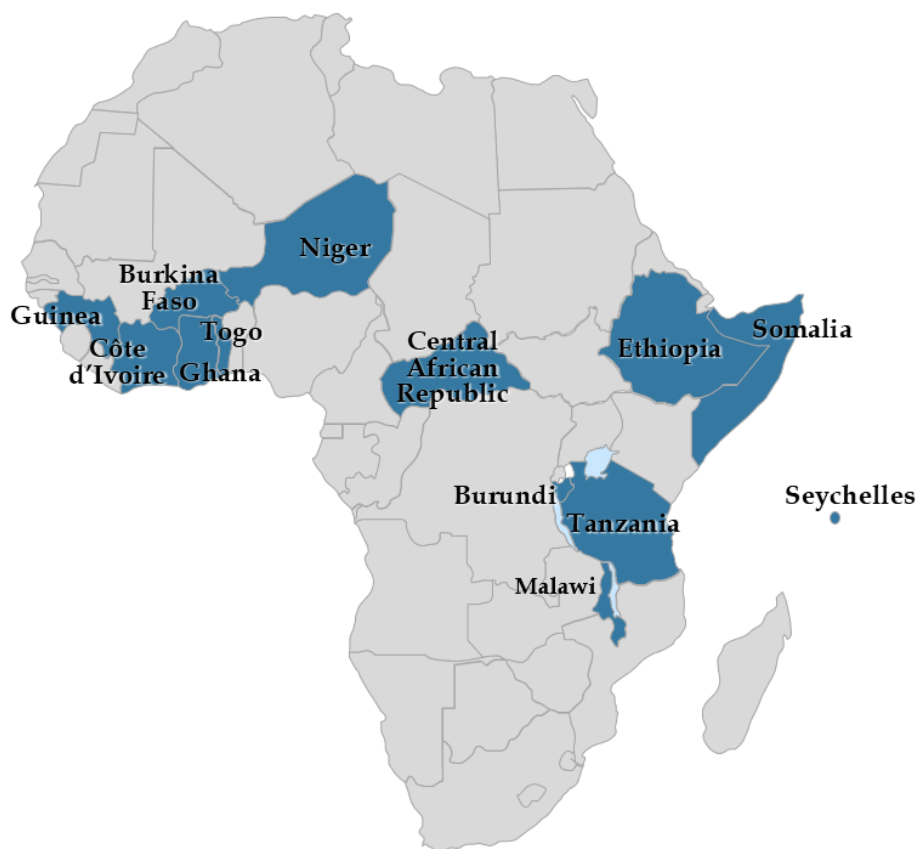 Niger
Burkina
Faso
Guinea
Togo
Côte
d'Ivoire
Ghana
Central
African
Republic
Ethiopia
Somalia
Burundi
Tanzania
Seychelles
Malawi